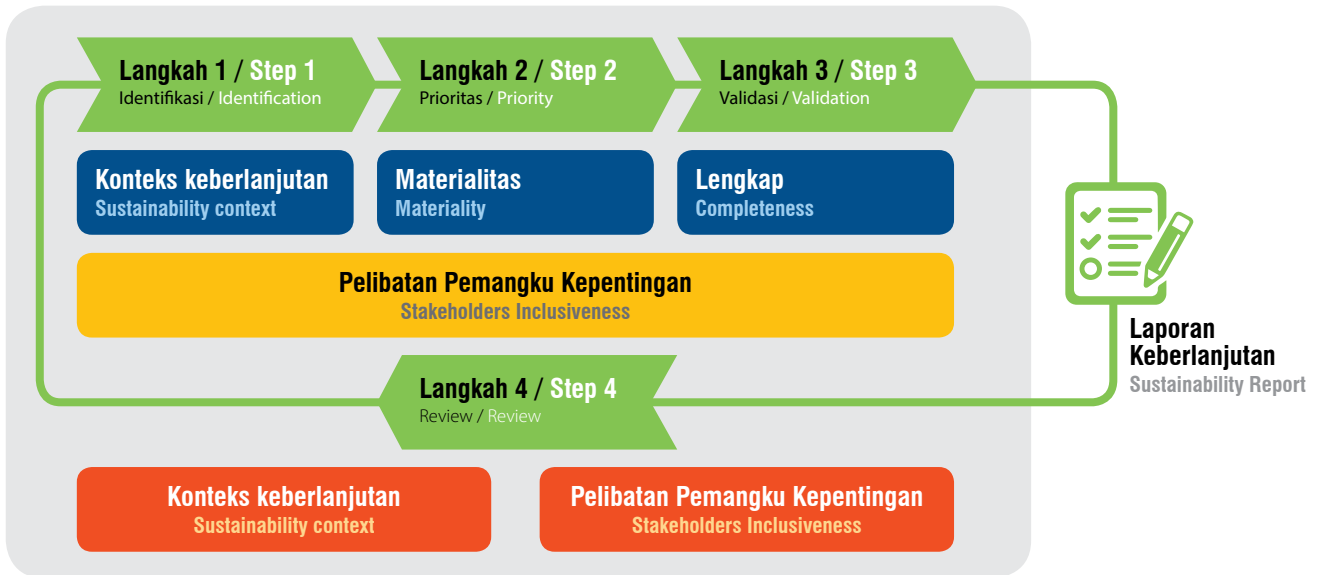 Langkah 1 / Step 1
Identifikasi / Identification
Langkah 2 / Step 2
Prioritas / Priority
Langkah 3 / Step 3
Validasi / Validation
Konteks keberlanjutan
Sustainability context
Materialitas
Materiality
Lengkap
Completeness
Pelibatan Pemangku Kepentingan
Stakeholders Inclusiveness
Laporan
Keberlanjutan
Sustainability Report
Langkah 4 / Step 4
Review / Review
Konteks keberlanjutan
Sustainability context
Pelibatan Pemangku Kepentingan
Stakeholders Inclusiveness